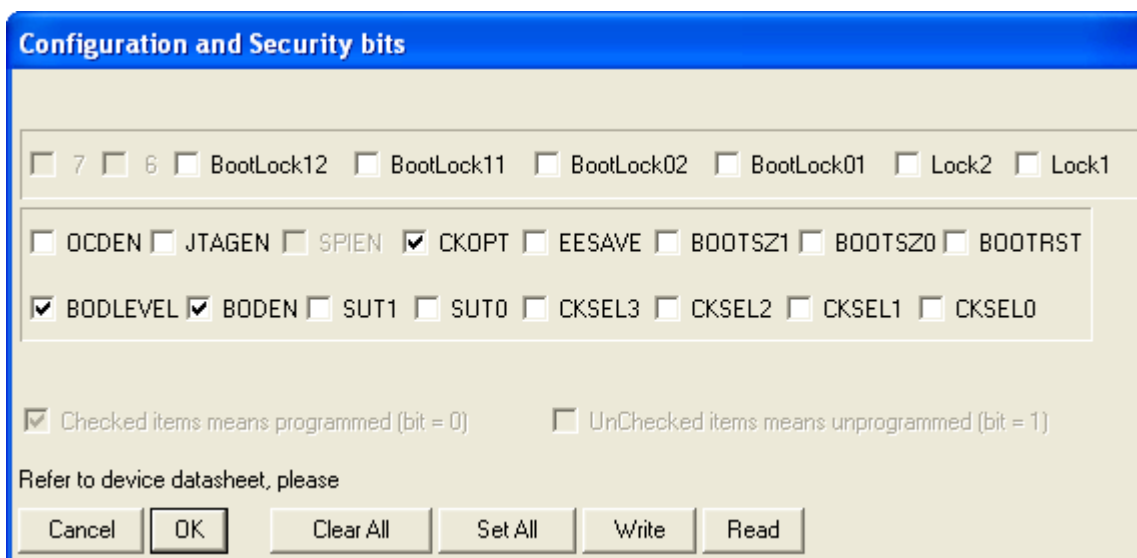 Configuration and Security bits
7 6 BootLock12 BootLock11 BootLock02 BootLock01 Lock2 Lock1
OCDEN JTAGEN SPIEN CKOPT EESAVE BOOTSZ1 BOOTSZ0 BOOTRST
BODLEVEL BODEN SUT1 SUT0 CKSEL3 CKSEL2 CKSEL1 CKSEL0
Checked items means programmed (bit = 0) UnChecked items means unprogrammed (bit = 1)
Refer to device datasheet, please
Cancel OK Clear All Set All Write Read